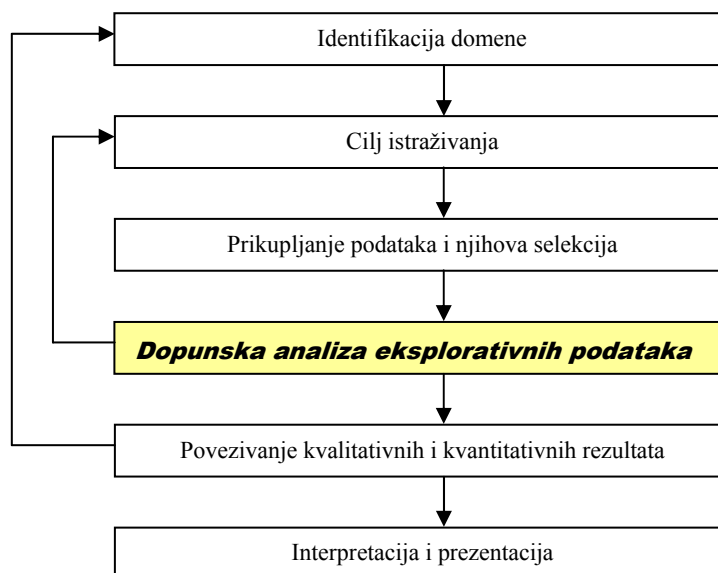 Identifikacija domene
Cilj istraživanja
Prikupljanje podataka i njihova selekcija
Dopunska analiza eksplorativnih podataka
Povezivanje kvalitativnih i kvantitativnih rezultata
Interpretacija i prezentacija